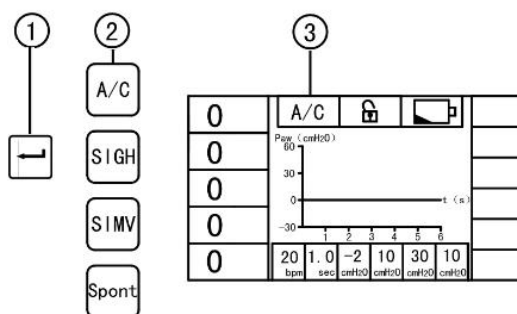 ① ② ③
A/C
SIGH
SIMV
Spont
0
0
0
0
0
A/C
Paw (cmH2O)
60
30
0
-30
1 2 3 4 5 6
t (s)
20 1.0 -2 10 30 10
bpm sec cmH2O cmH2O cmH2O cmH2O